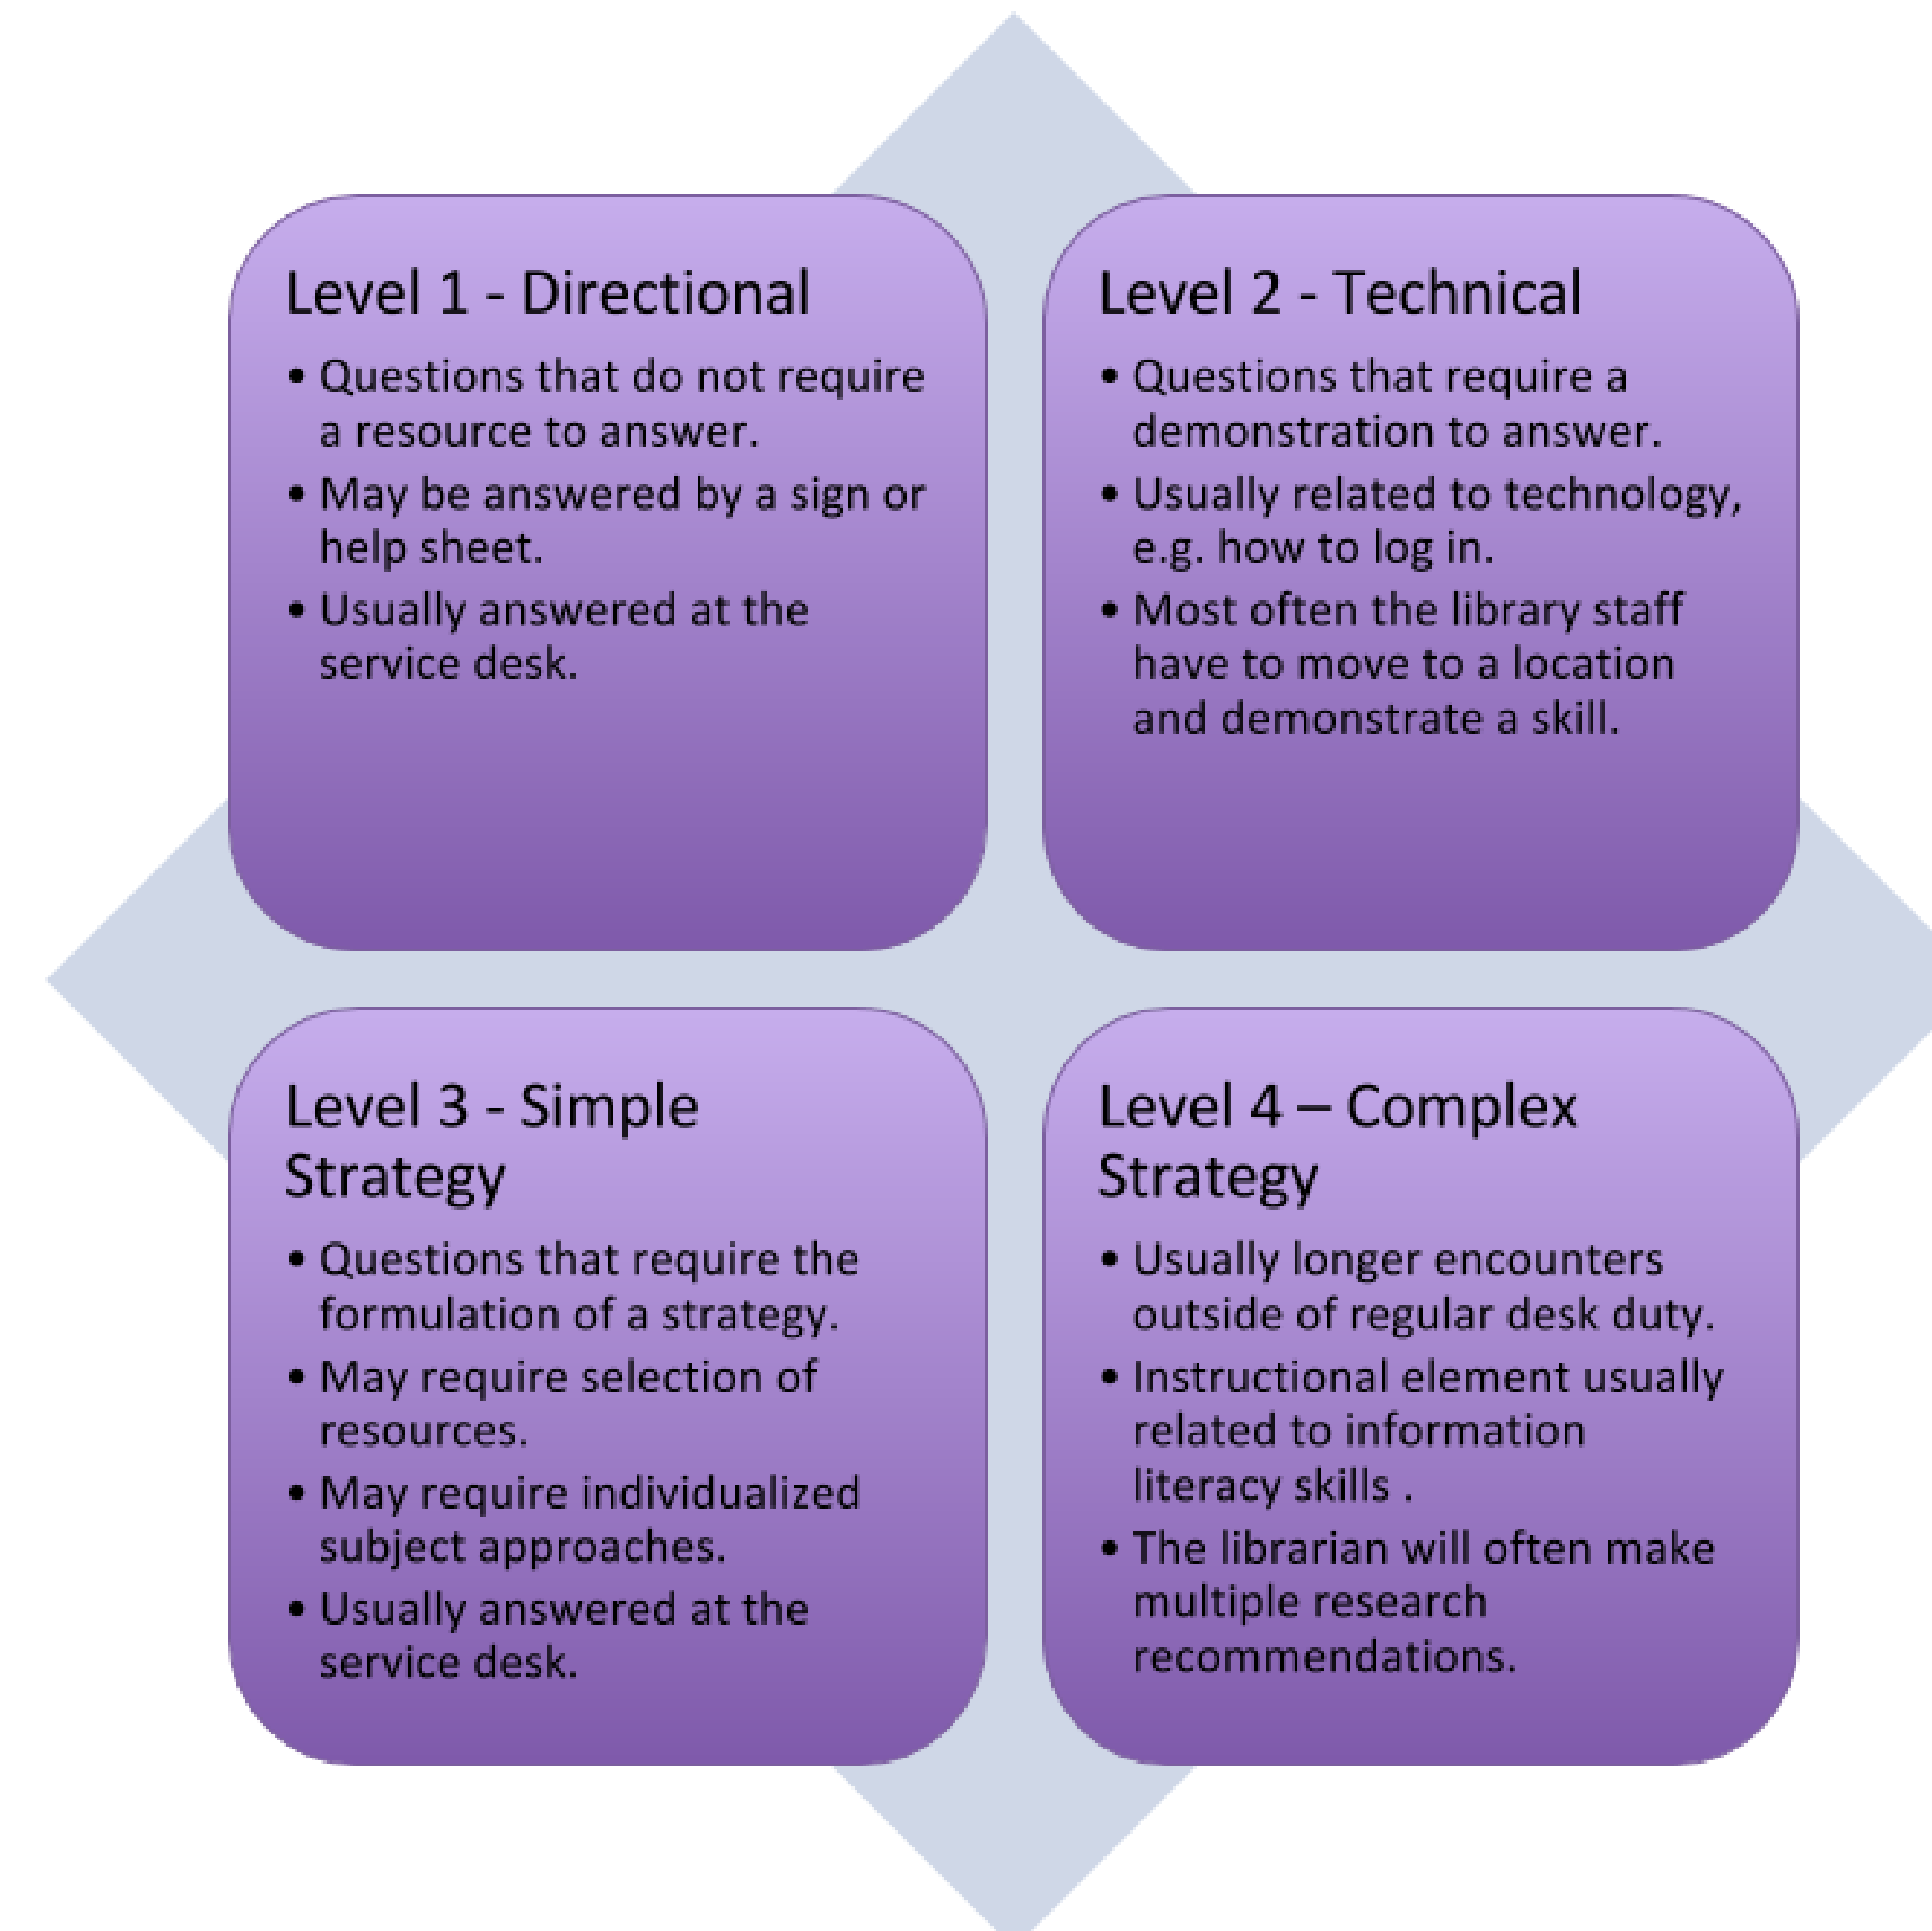 Level 1 - Directional
• Questions that do not require
a resource to answer.
• May be answered by a sign or
help sheet.
• Usually answered at the
service desk.
Level 2 - Technical
• Questions that require a
demonstration to answer.
• Usually related to technology,
e.g. how to log in.
• Most often the library staff
have to move to a location
and demonstrate a skill.
Level 3 - Simple
Strategy
• Questions that require the
formulation of a strategy.
• May require selection of
resources.
• May require individualized
subject approaches.
• Usually answered at the
service desk.
Level 4 – Complex
Strategy
• Usually longer encounters
outside of regular desk duty.
• Instructional element usually
related to information
literacy skills .
• The librarian will often make
multiple research
recommendations.